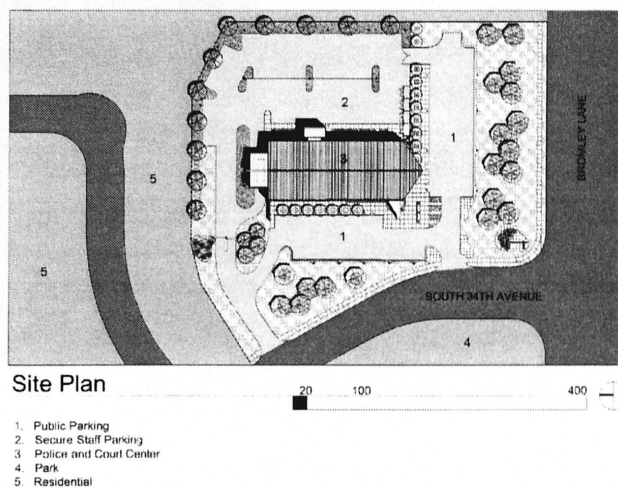 2
1
3
5
1
5
BROMLEY LANE
SOUTH 34TH AVENUE
4
Site Plan
20 100 400
1. Public Parking
2. Secure Staff Parking
3 Police and Court Center
4. Park
5. Residential